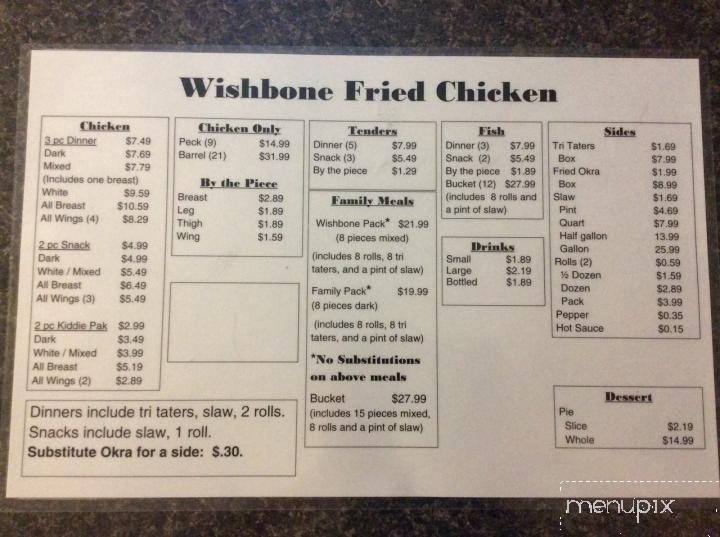 Wishbone Fried Chicken
Chicken
3 pc Dinner $7.49
Dark $7.69
Mixed $7.79
(Includes one breast)
White $9.59
All Breast $10.59
All Wings (4) $8.29
2 pc Snack $4.99
Dark $4.99
White / Mixed $5.49
All Breast $6.49
All Wings (3) $5.49
2 pc Kiddie Pak $2.99
Dark $3.49
White / Mixed $3.99
All Breast $5.19
All Wings (2) $2.89
Dinners include tri taters, slaw, 2 rolls.
Snacks include slaw, 1 roll.
Substitute Okra for a side: $.30.
Chicken Only
Peck (9) $14.99
Barrel (21) $31.99
By the Piece
Breast $2.89
Leg $1.89
Thigh $1.89
Wing $1.59
Tenders
Dinner (5) $7.99
Snack (3) $5.49
By the piece $1.29
Family Meals
Wishbone Pack* $21.99
(8 pieces mixed)
(includes 8 rolls, 8 tri
taters, and a pint of slaw)
Family Pack* $19.99
(8 pieces dark)
(includes 8 rolls, 8 tri
taters, and a pint of slaw)
*No Substitutions
on above meals
Bucket $27.99
(includes 15 pieces mixed,
8 rolls and a pint of slaw)
Fish
Dinner (3) $7.99
Snack (2) $5.49
By the piece $1.89
Bucket (12) $27.99
(includes 8 rolls and
a pint of slaw)
Drinks
Small $1.89
Large $2.19
Bottled $1.89
Sides
Tri Taters $1.69
Box $7.99
Fried Okra $1.99
Box $8.99
Slaw $1.69
Pint $4.69
Quart $7.99
Half gallon 13.99
Gallon 25.99
Rolls (2) $0.59
½ Dozen $1.59
Dozen $2.89
Pack $3.99
Pepper $0.35
Hot Sauce $0.15
Dessert
Pie
Slice $2.19
Whole $14.99
menupix